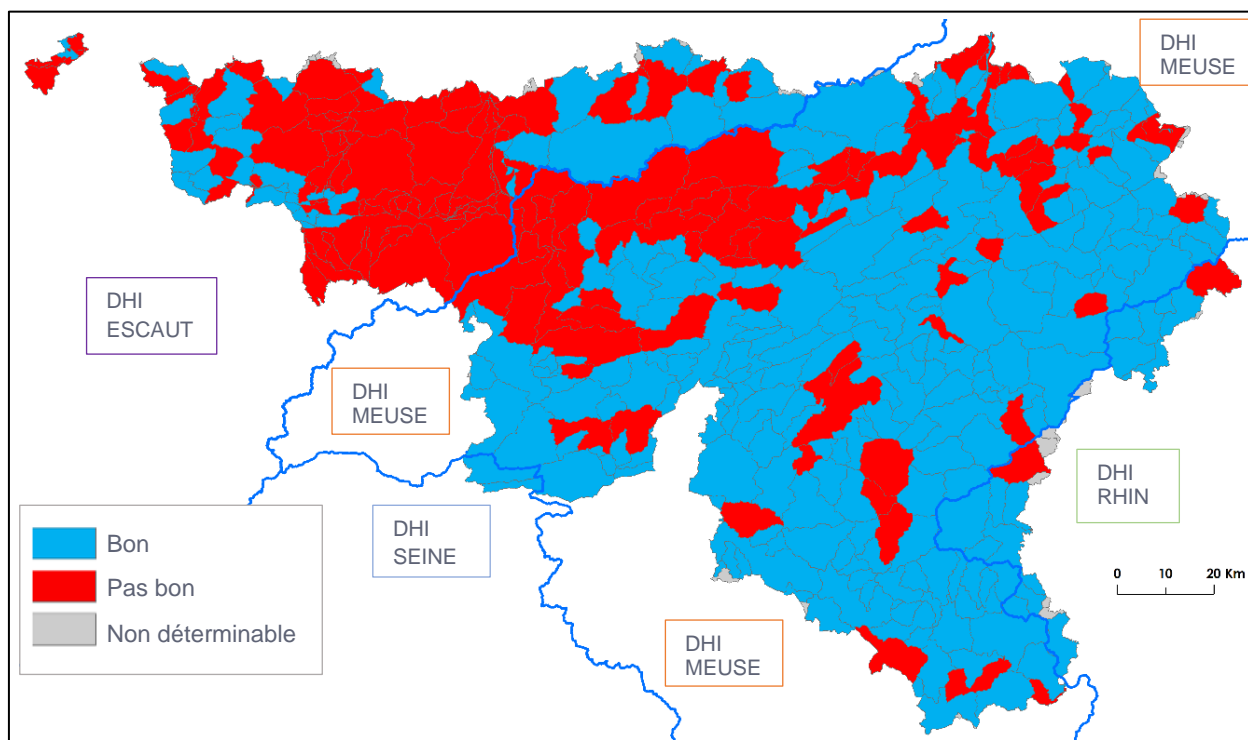 DHI
MEUSE
DHI
ESCAUT
DHI
MEUSE
DHI
RHIN
DHI
SEINE
Bon
Pas bon
Non déterminable
0 10 20 Km
DHI
MEUSE